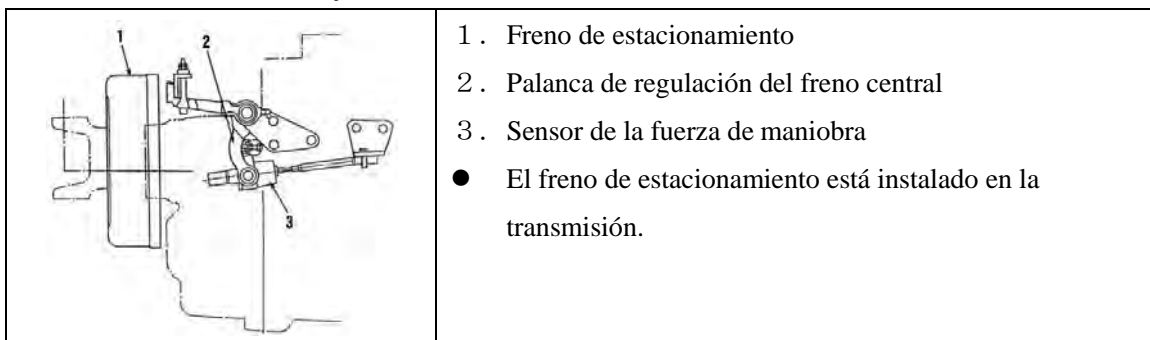 1
2
3
１．Freno de estacionamiento
２．Palanca de regulación del freno central
３．Sensor de la fuerza de maniobra
● El freno de estacionamiento está instalado en la
transmisión.